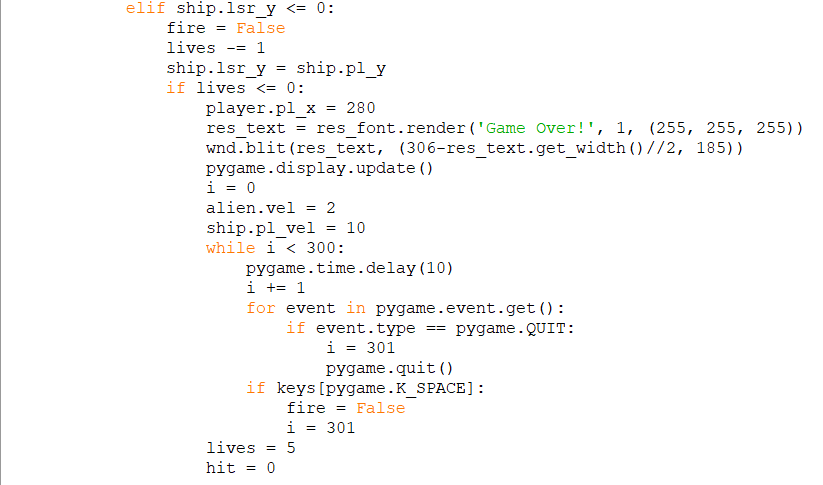 elif ship.lsr_y <= 0:
    fire = False
    lives -= 1
    ship.lsr_y = ship.pl_y
    if lives <= 0:
        player.pl_x = 280
        res_text = res_font.render('Game Over!', 1, (255, 255, 255))
        wnd.blit(res_text, (306-res_text.get_width()//2, 185))
        pygame.display.update()
        i = 0
        alien.vel = 2
        ship.pl_vel = 10
        while i < 300:
            pygame.time.delay(10)
            i += 1
            for event in pygame.event.get():
                if event.type == pygame.QUIT:
                    i = 301
                    pygame.quit()
            if keys[pygame.K_SPACE]:
                fire = False
                i = 301
        lives = 5
        hit = 0